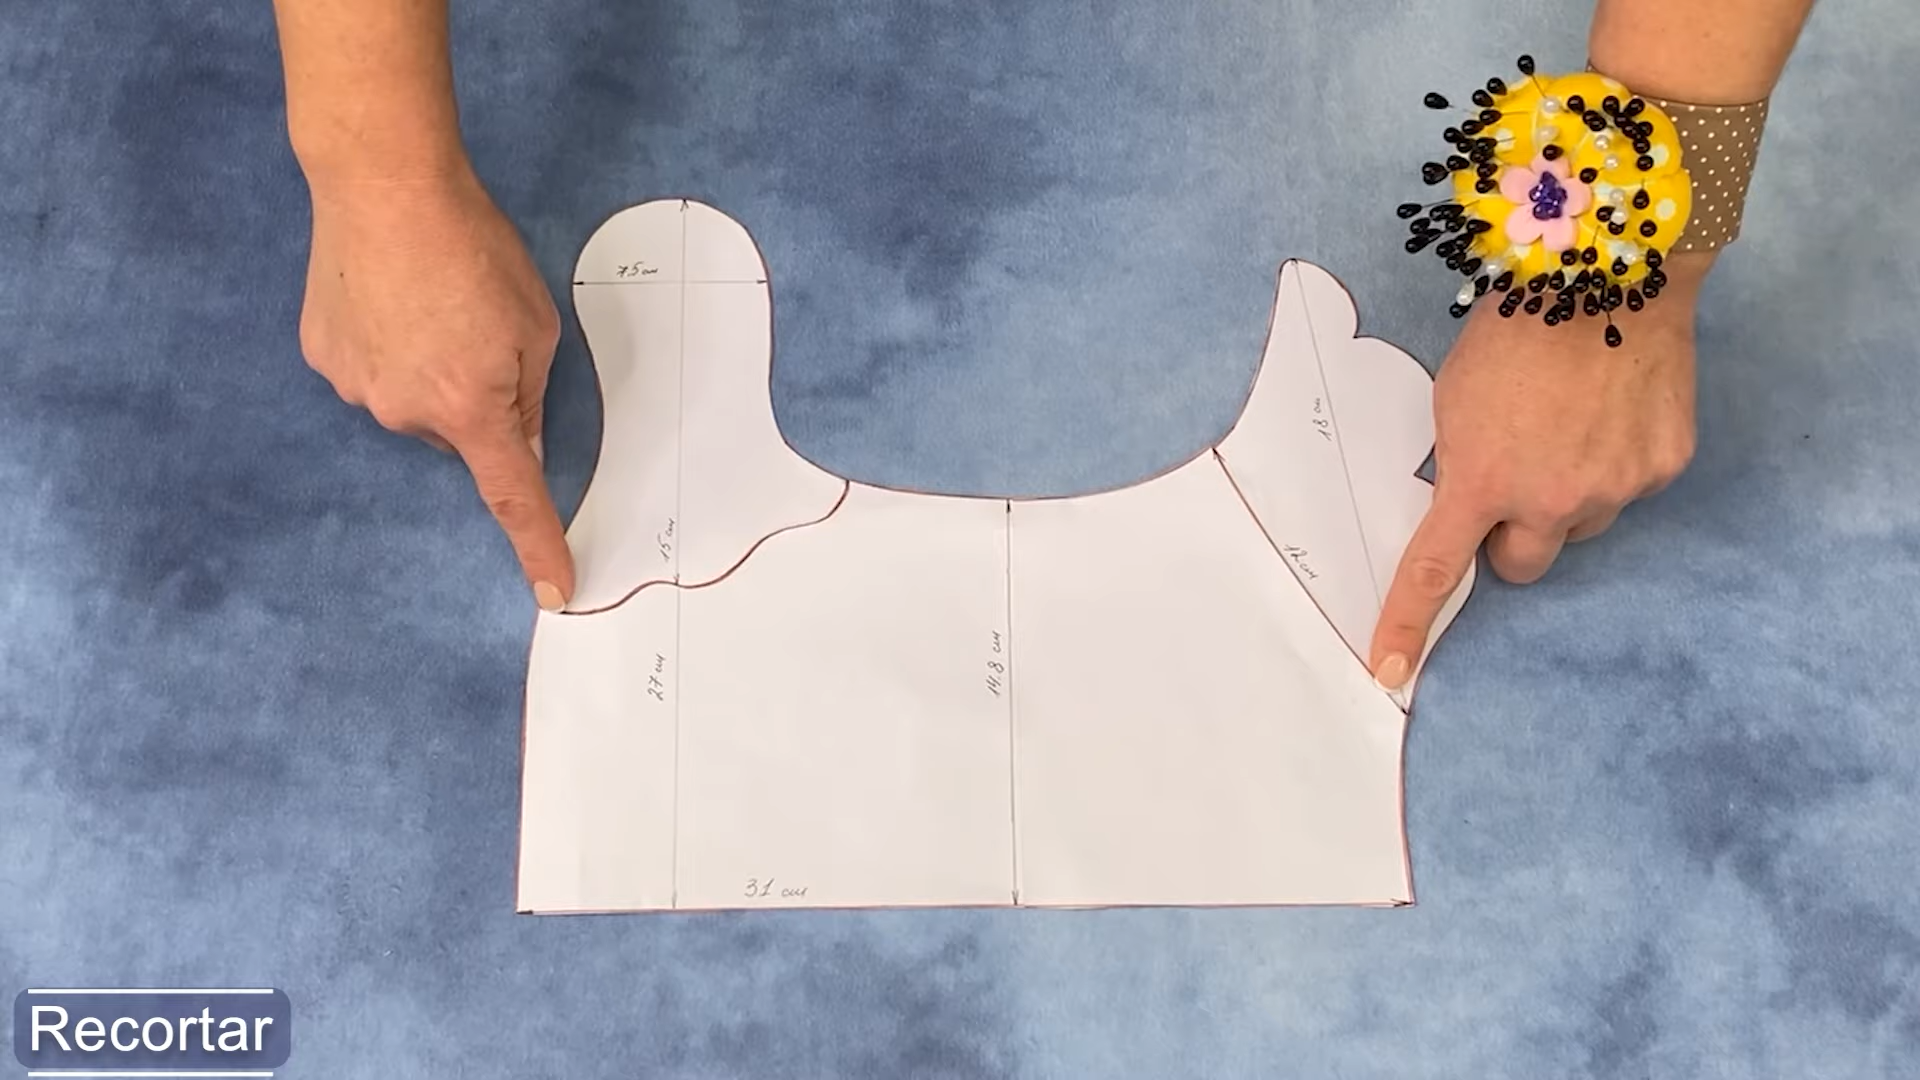 7.5 см
18 см
15 см
12 см
27 см
14.8 см
31 см
Recortar